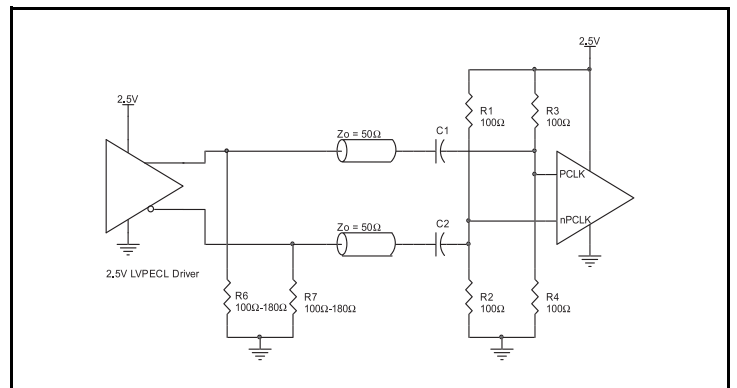 2.5V
2.5V
R1
100Ω
R3
100Ω
C1
Zo = 50Ω
PCLK
Zo = 50Ω
C2
nPCLK
2.5V LVPECL Driver
R6
100Ω-180Ω
R7
100Ω-180Ω
R2
100Ω
R4
100Ω